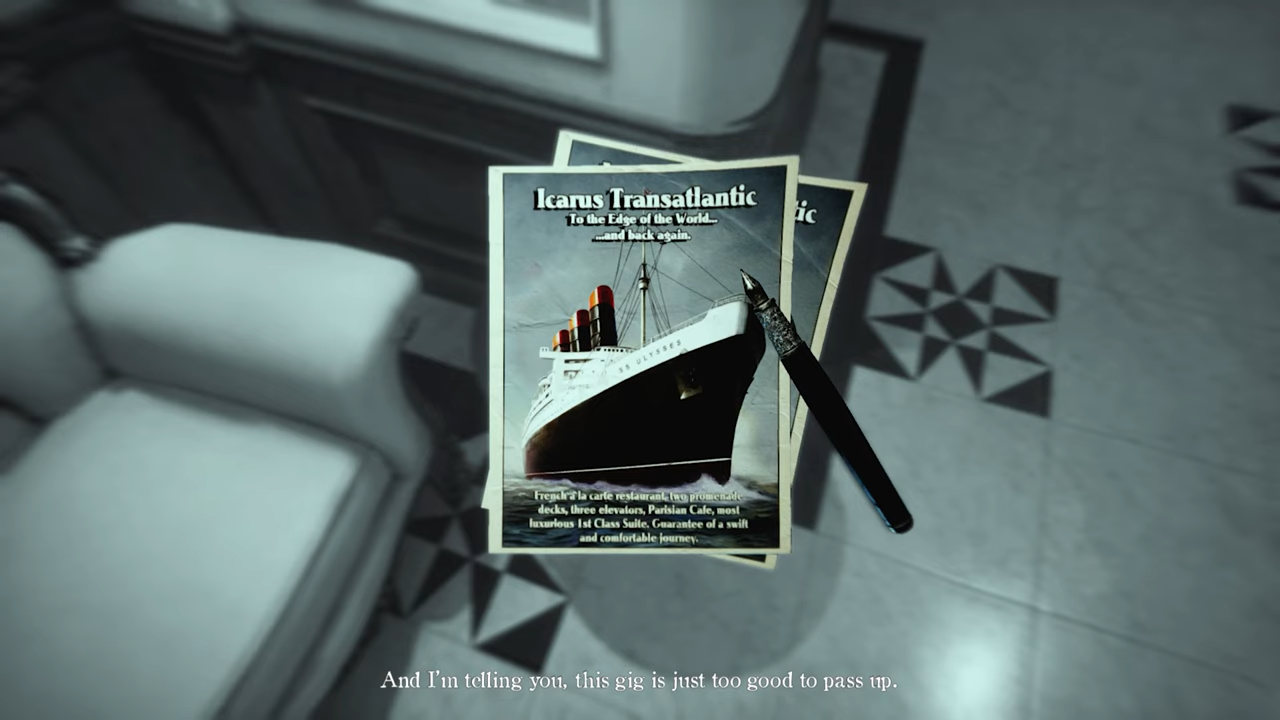 Icarus Transatlantic
To the Edge of the World...
...and back again.
tic
SS ULYSSES
French a la carte restaurant, two promenade
decks, three elevators, Parisian Cafe, most
luxurious 1st Class Suite. Guarantee of a swift
and comfortable journey.
And I'm telling you, this gig is just too good to pass up.